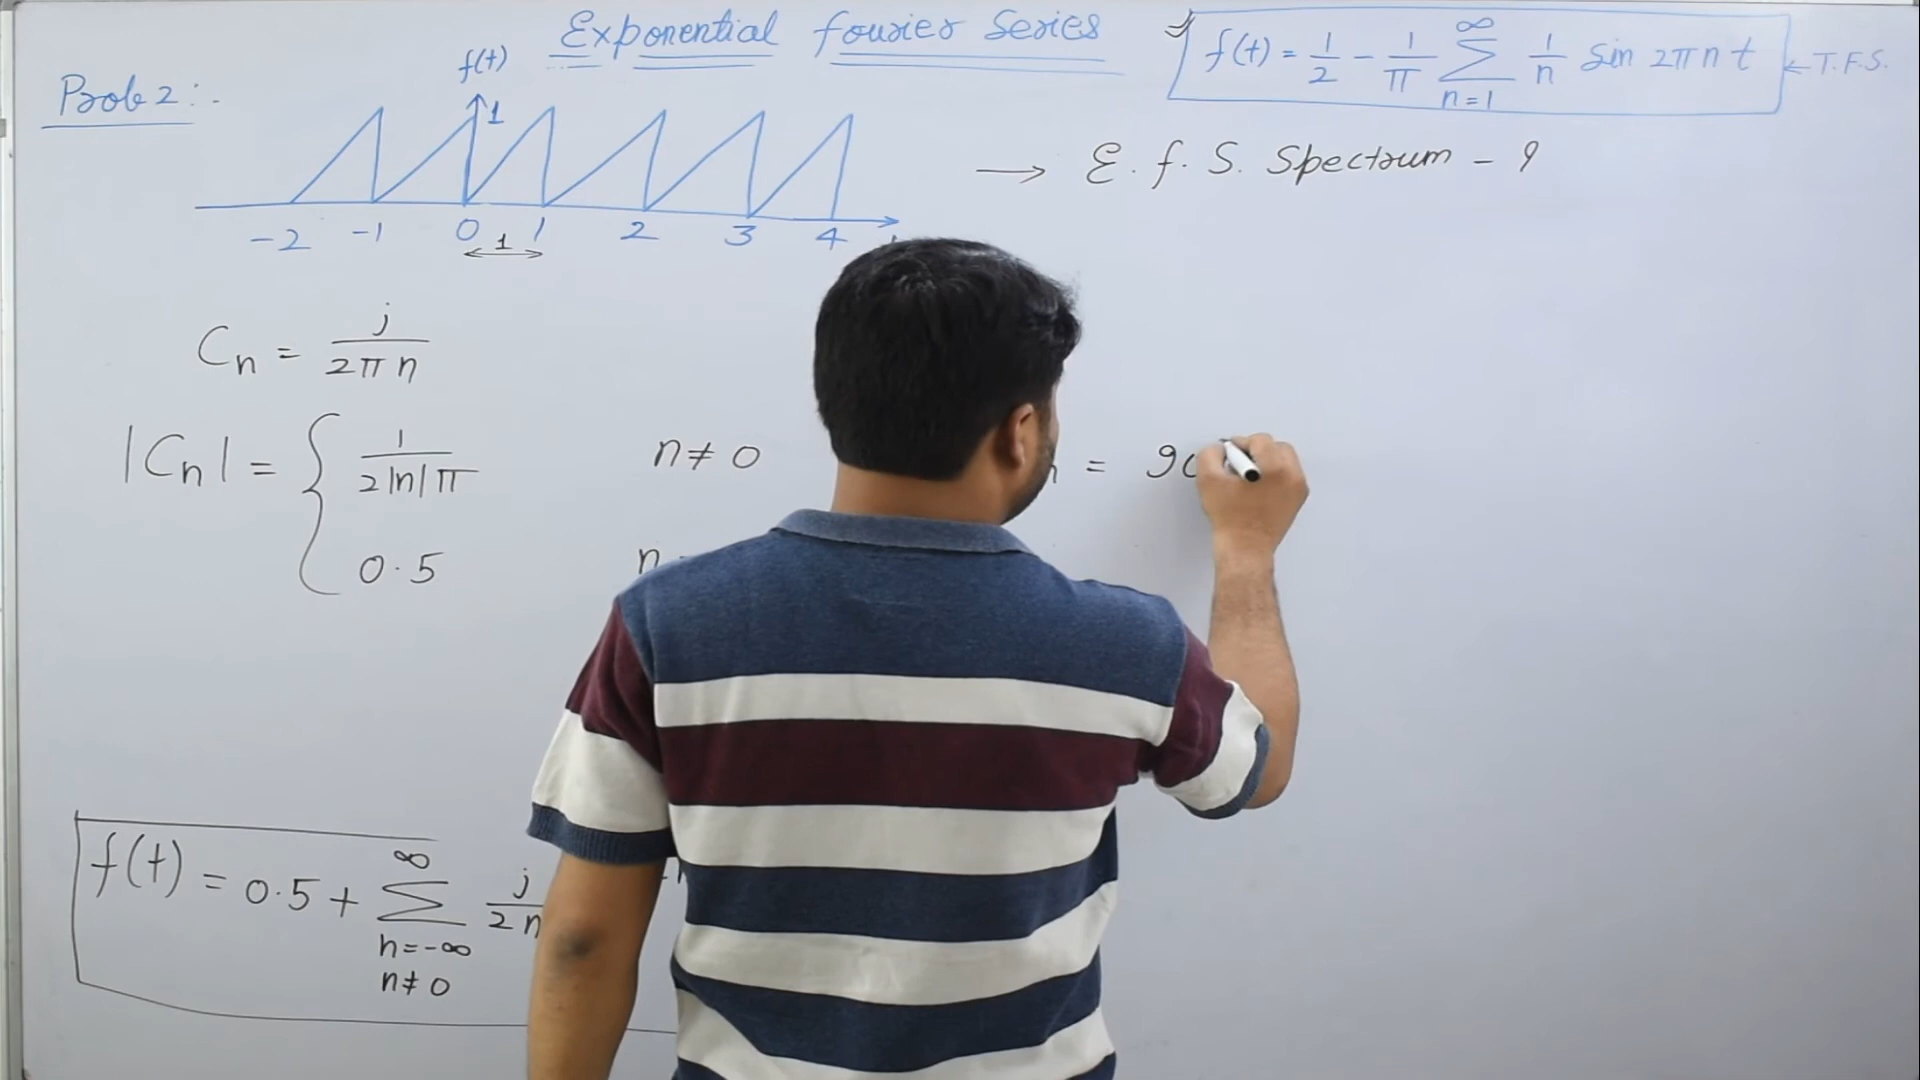 Exponential Fourier Series
f(t) = 1/2 - 1/π ∑ n=1 ∞ 1/n Sin 2πnt ← T.F.S.
Prob 2:-
f(t)
1
-2 -1 0 1 2 3 4
1
→ E.F.S. Spectrum - ?
Cn = j/2πn
|Cn| = { 1/2|n|π n≠0
0.5 n
n = 90
f(t) = 0.5 + ∑ n=-∞ n≠0 ∞ j/2n